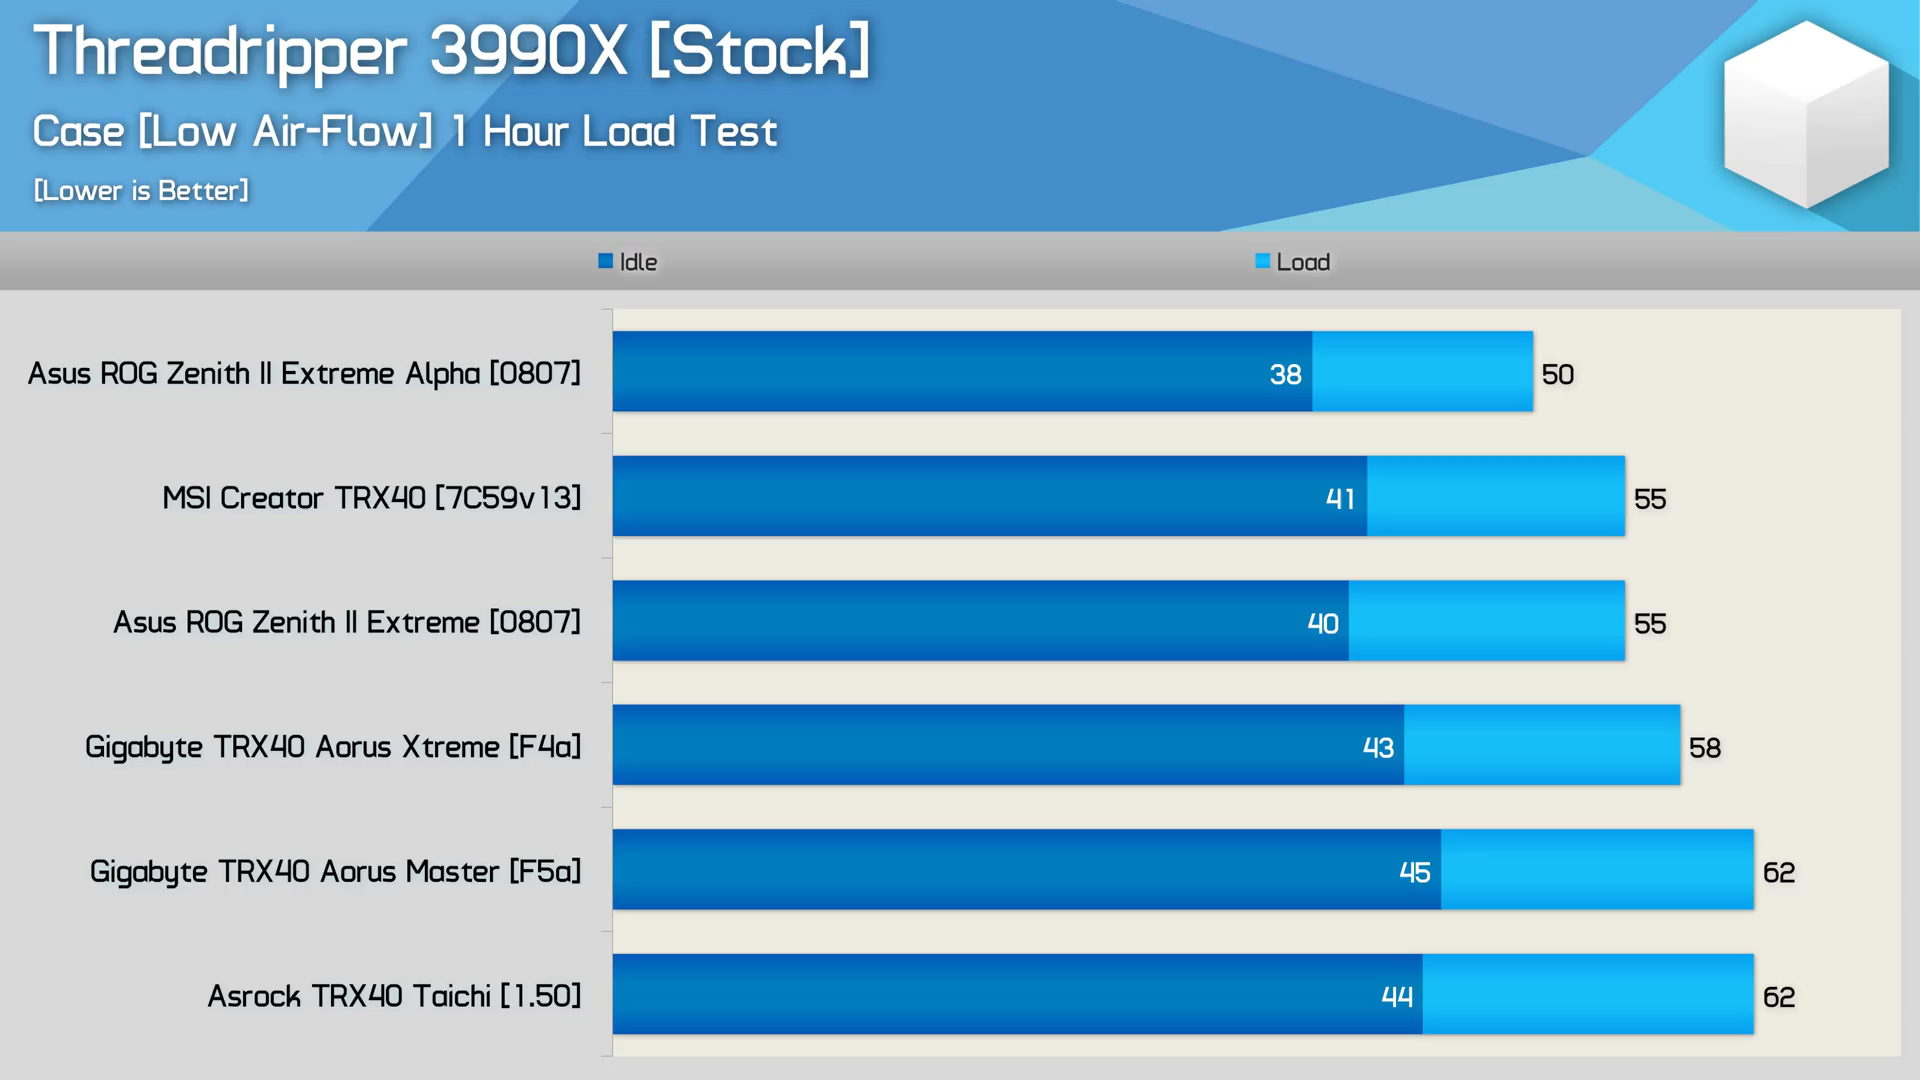 Threadripper 3990X [Stock]
Case [Low Air-Flow] 1 Hour Load Test
[Lower is Better]
Idle
Load
Asus ROG Zenith II Extreme Alpha [0807]
38
50
MSI Creator TRX40 [7C59v13]
41
55
Asus ROG Zenith II Extreme [0807]
40
55
Gigabyte TRX40 Aorus Xtreme [F4a]
43
58
Gigabyte TRX40 Aorus Master [F5a]
45
62
Asrock TRX40 Taichi [1.50]
44
62